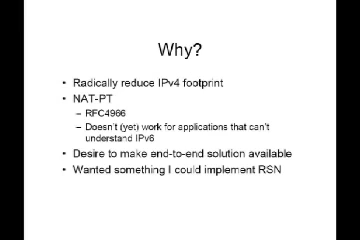 Why?
• Radically reduce IPv4 footprint
• NAT-PT
– RFC4966
– Doesn't (yet) work for applications that can't
understand IPv6
• Desire to make end-to-end solution available
• Wanted something I could implement RSN